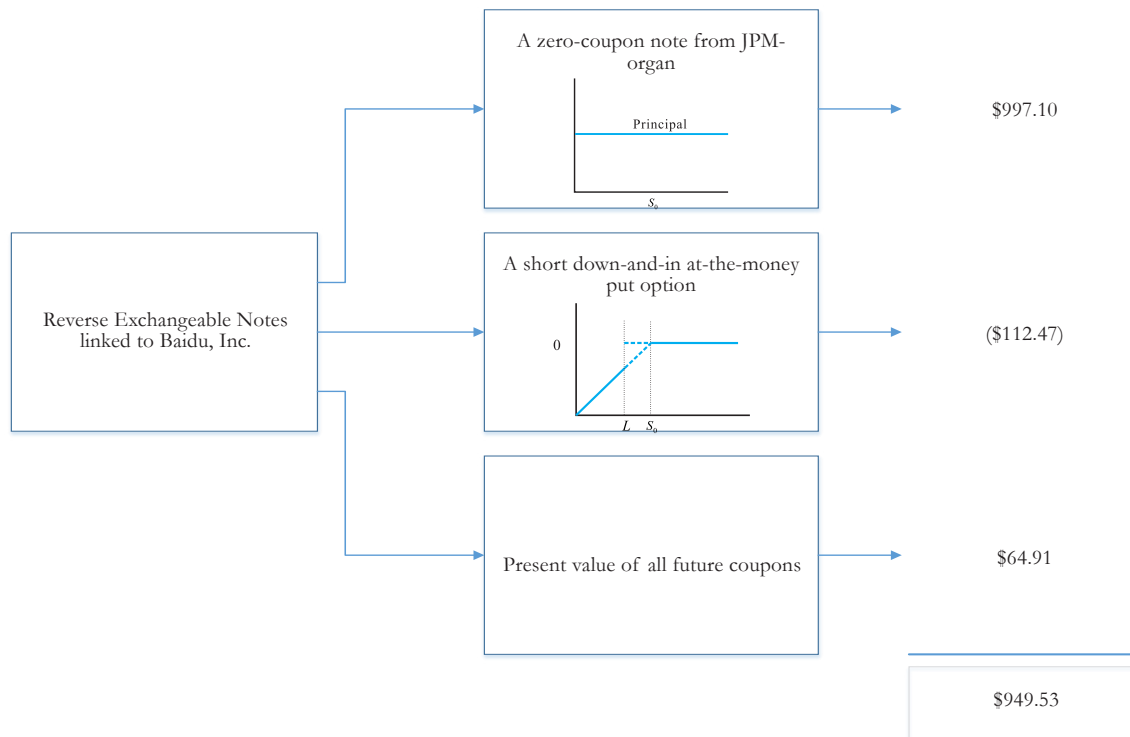 A zero-coupon note from JPM-
organ
Principal
S₀
$997.10
Reverse Exchangeable Notes
linked to Baidu, Inc.
A short down-and-in at-the-money
put option
0
L S₀
($112.47)
Present value of all future coupons
$64.91
$949.53